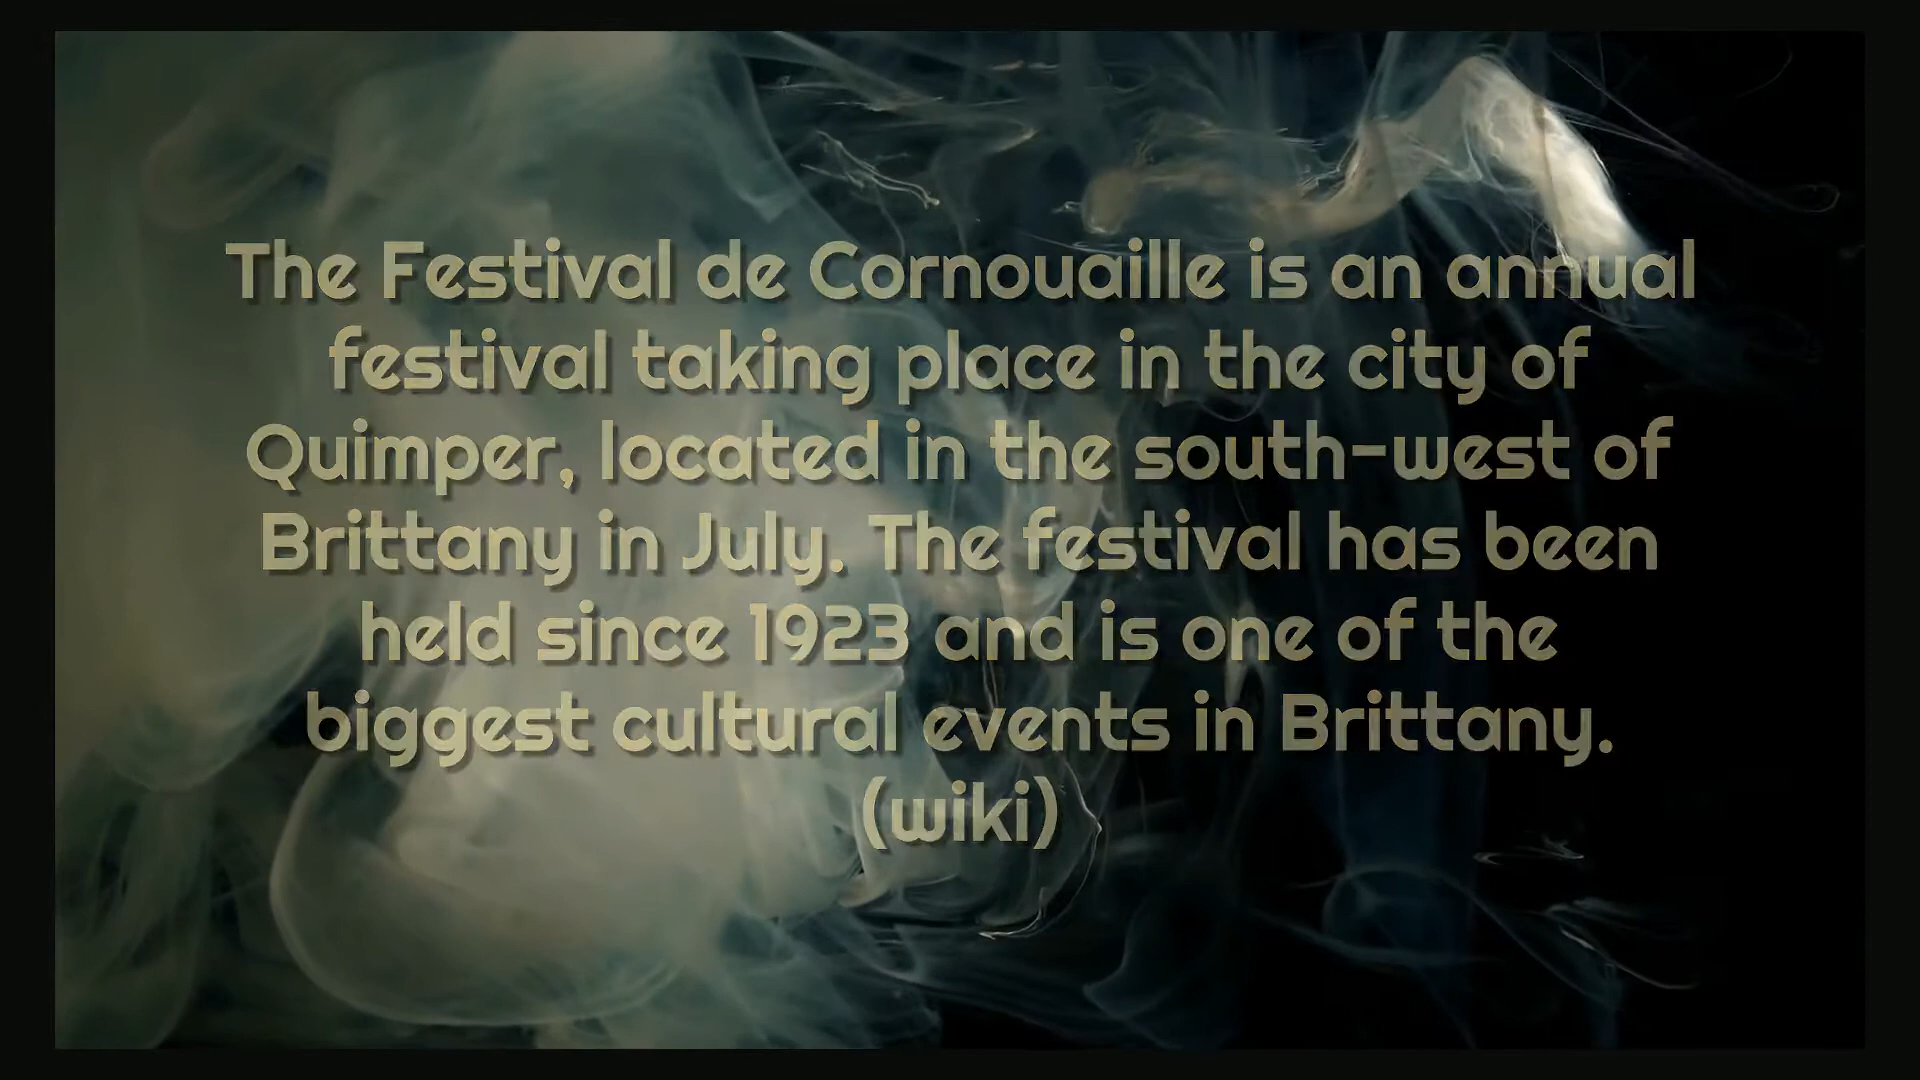 The Festival de Cornouaille is an annual
festival taking place in the city of
Quimper, located in the south-west of
Brittany in July. The festival has been
held since 1923 and is one of the
biggest cultural events in Brittany.
(wiki)